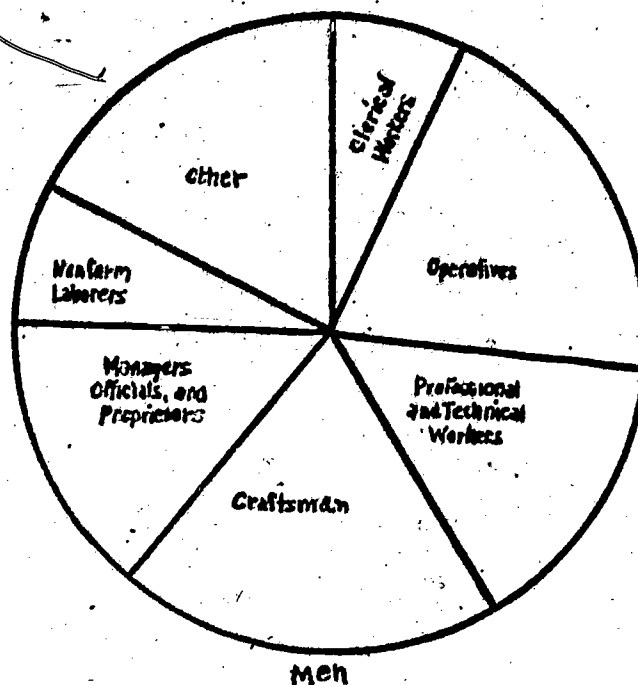 Clerical
Workers
Other
Operatives
Nonfarm
Laborers
Managers
Officials, and
Proprietors
Professional
and Technical
Workers
Craftsman
Men